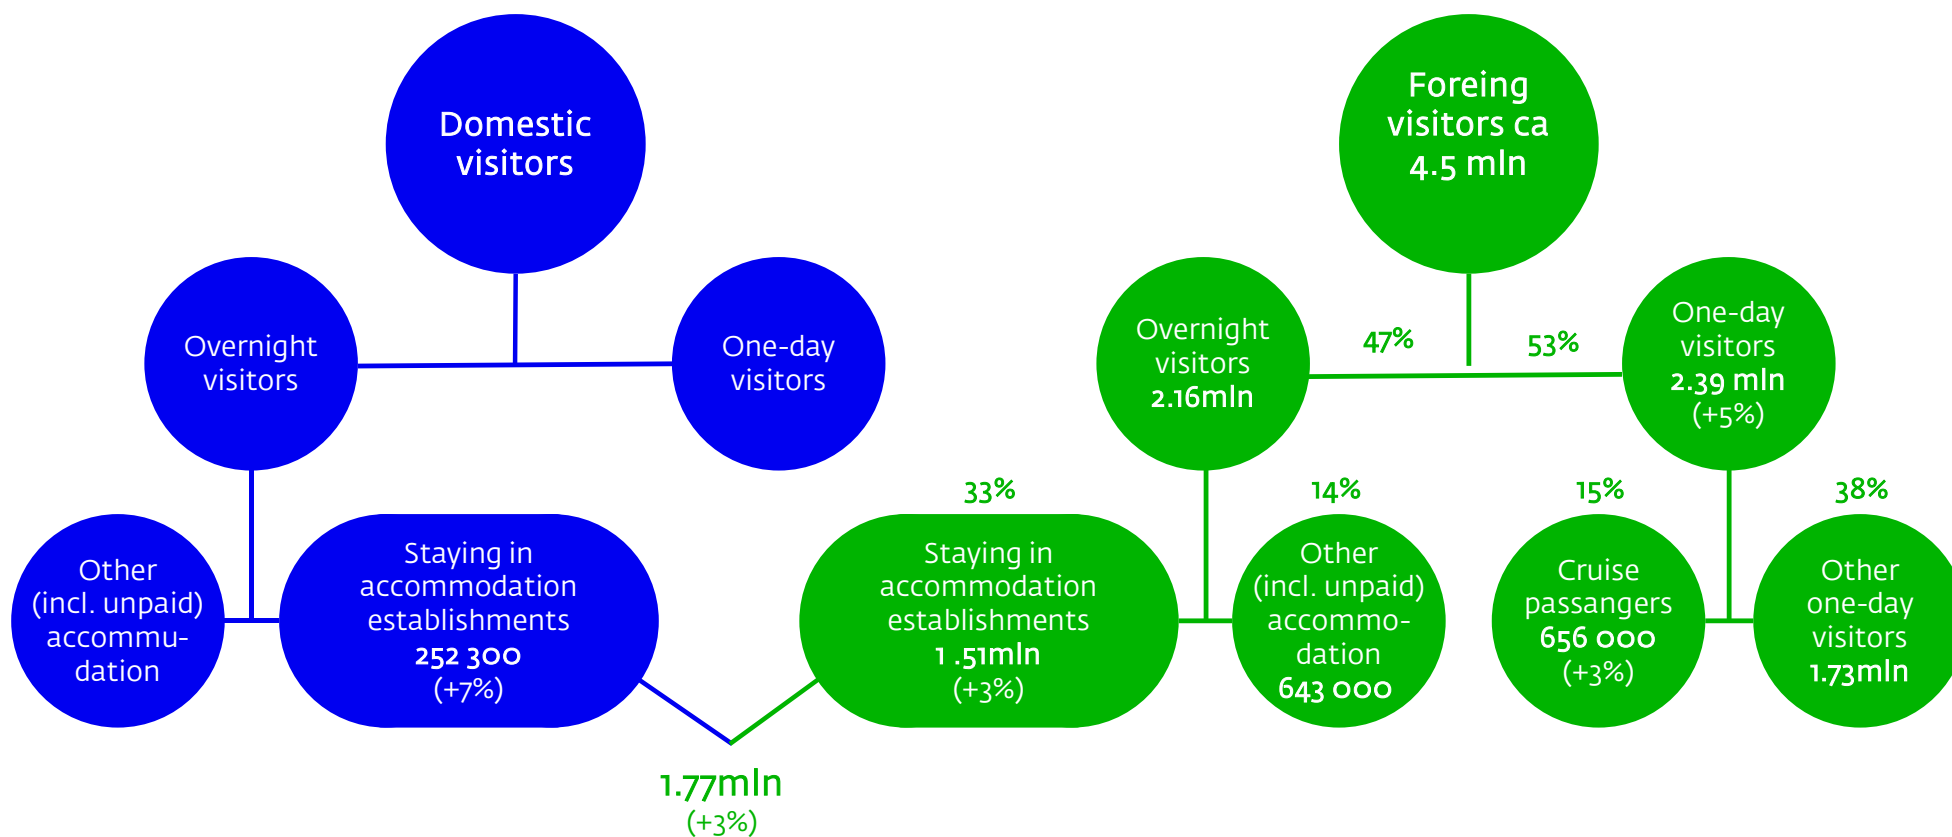 Domestic
visitors
Foreing
visitors ca
4.5 mln
Overnight
visitors
One-day
visitors
Overnight
visitors
2.16mln
47%
53%
One-day
visitors
2.39 mln
(+5%)
Other
(incl. unpaid)
accommu-
dation
Staying in
accommodation
establishments
252 300
(+7%)
33%
Staying in
accommodation
establishments
1 .51mln
(+3%)
14%
Other
(incl. unpaid)
accommo-
dation
643 000
15%
Cruise
passangers
656 000
(+3%)
38%
Other
one-day
visitors
1.73mln
1.77mln
(+3%)